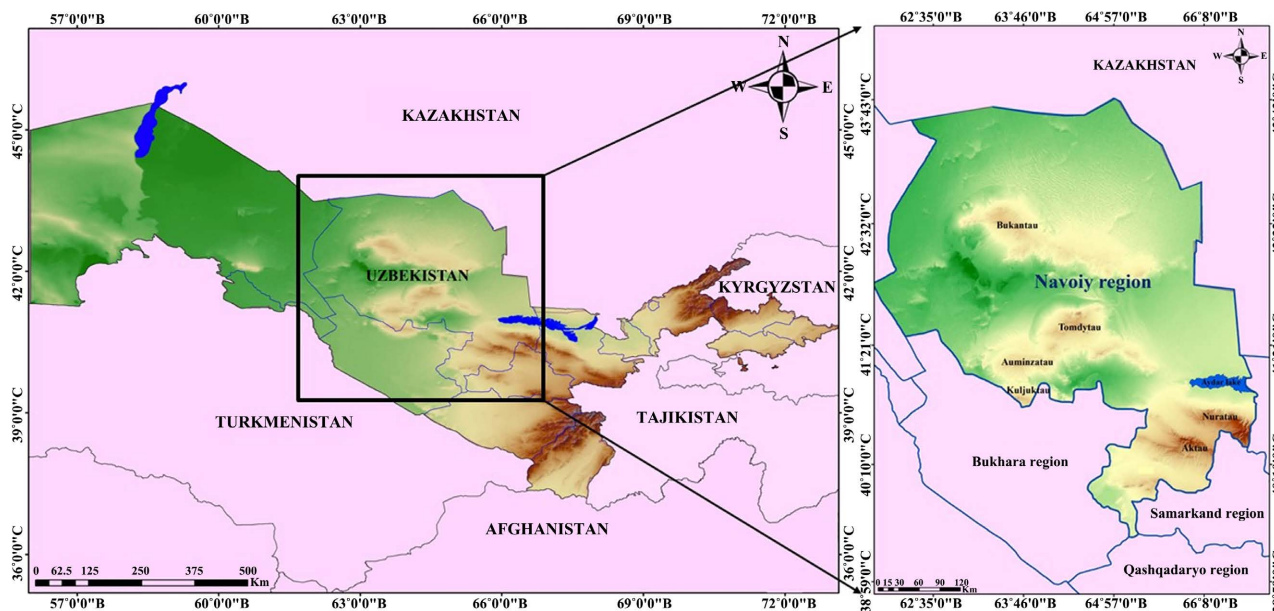 57°0'0"B 60°0'0"B 63°0'0"B 66°0'0"B 69°0'0"B 72°0'0"B
N
W E
S
KAZAKHSTAN
45°0'0"C
45°0'0"C
UZBEKISTAN
KYRGYZSTAN
42°0'0"C
42°0'0"C
TURKMENISTAN
TAJIKISTAN
39°0'0"C
39°0'0"C
AFGHANISTAN
36°0'0"C
36°0'0"C
0 62.5 125 250 375 500
Km
57°0'0"B 60°0'0"B 63°0'0"B 66°0'0"B 69°0'0"B 72°0'0"B
62°35'0"B 63°46'0"B 64°57'0"B 66°8'0"B
N
W E
S
KAZAKHSTAN
43°43'0"C
Bukantau
42°32'0"C
Navoiy region
Tomdytau
41°21'0"C
Auminzatau
Kuljuktau
Aydar lake
Nuratau
Aktau
40°10'0"C
Bukhara region
Samarkand region
Qashqadaryo region
38°59'0"C
0 15 30 60 90 120
Km
62°35'0"B 63°46'0"B 64°57'0"B 66°8'0"B